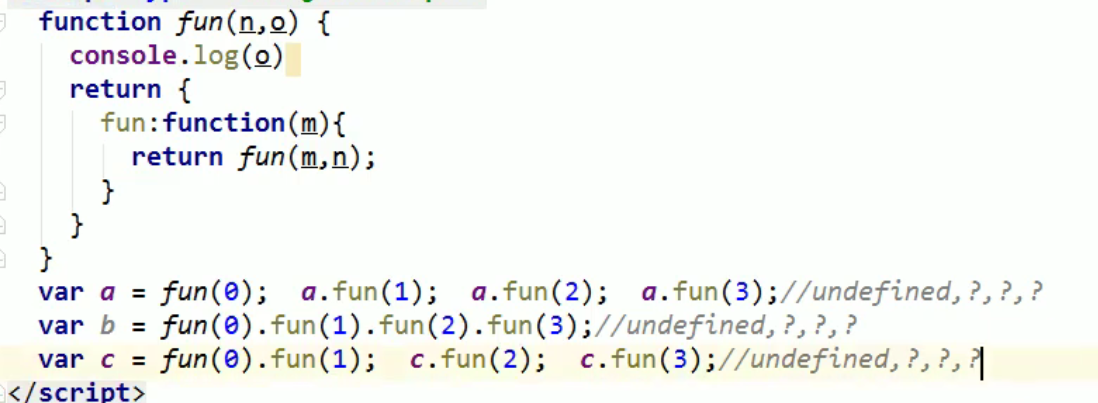 function fun(n,o) {
console.log(o)
return {
fun:function(m){
return fun(m,n);
}
}
}
var a = fun(0);  a.fun(1);  a.fun(2);  a.fun(3);//undefined,?,?,?
var b = fun(0).fun(1).fun(2).fun(3);//undefined,?,?,?
var c = fun(0).fun(1);  c.fun(2);  c.fun(3);//undefined,?,?,?
</script>